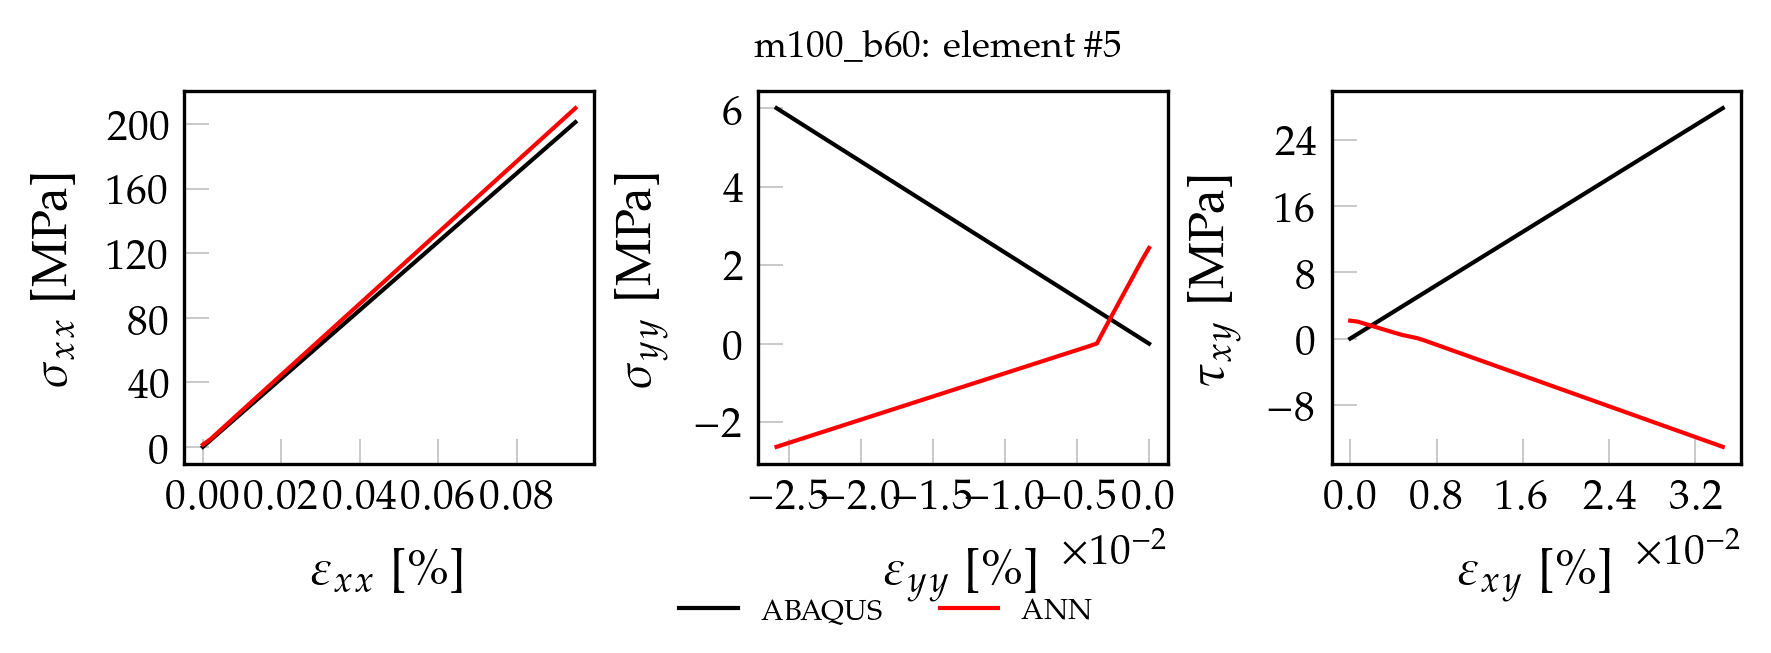 m100_b60: element #5
σxx [MPa]
200
160
120
80
40
0
0.00 0.02 0.04 0.06 0.08
εxx [%]
σyy [MPa]
6
4
2
0
−2
−2.5 −2.0 −1.5 −1.0 −0.5 0.0
×10−2
εyy [%]
τxy [MPa]
24
16
8
0
−8
0.0 0.8 1.6 2.4 3.2
×10−2
εxy [%]
ABAQUS ANN